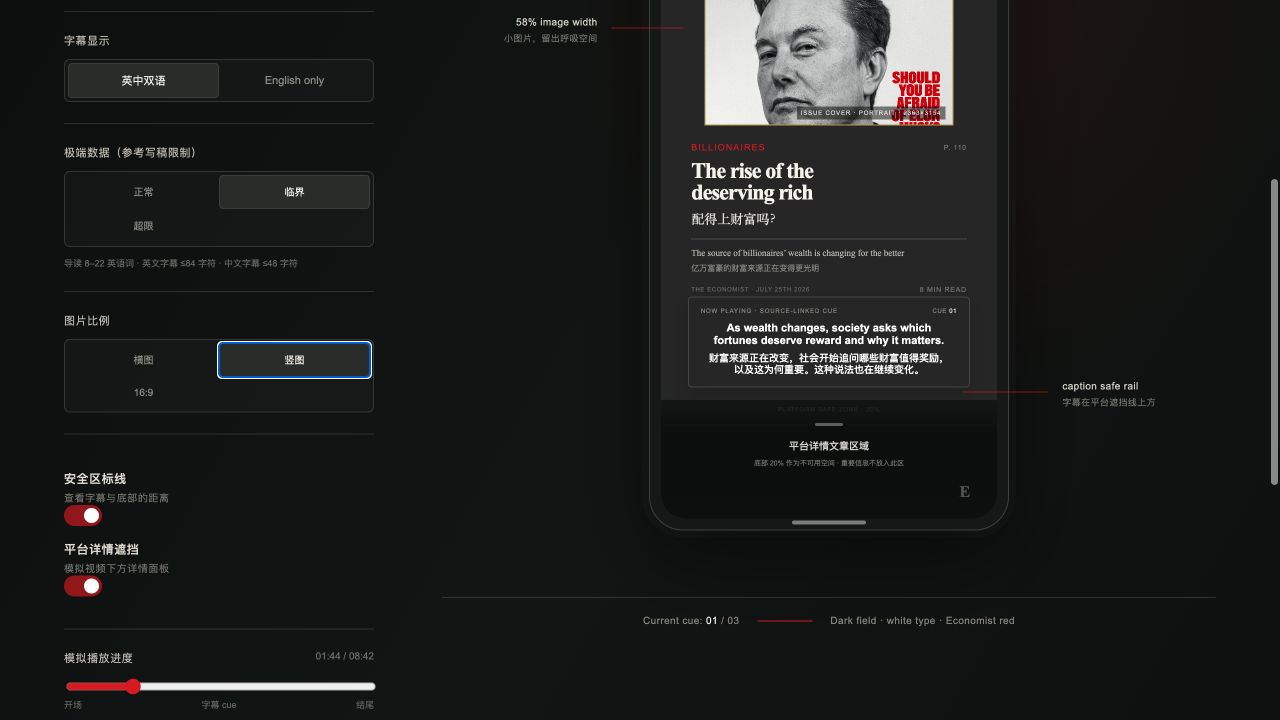 字幕显示
英中双语
English only
极端数据（参考写稿限制）
正常
临界
超限
导读 8–22 英语词 · 英文字幕 ≤84 字符 · 中文字幕 ≤48 字符
图片比例
横图
竖图
16:9
安全区标线
查看字幕与底部的距离
平台详情遮挡
模拟视频下方详情面板
模拟播放进度
01:44 / 08:42
开场
字幕 cue
结尾
58% image width
小图片，留出呼吸空间
SHOULD
YOU BE
AFRAID
ISSUE COVER · PORTRAIT
BILLIONAIRES
P. 110
The rise of the
deserving rich
配得上财富吗?
The source of billionaires’ wealth is changing for the better
亿万富豪的财富来源正在变得更光明
THE ECONOMIST · JULY 25TH 2026
8 MIN READ
NOW PLAYING · SOURCE-LINKED CUE
CUE 01
As wealth changes, society asks which
fortunes deserve reward and why it matters.
财富来源正在改变，社会开始追问哪些财富值得奖励，
以及这为何重要。这种说法也在继续变化。
PLATFORM SAFE ZONE · 20%
平台详情文章区域
底部 20% 作为不可用空间 · 重要信息不放入此区
E
caption safe rail
字幕在平台遮挡线上方
Current cue: 01 / 03
Dark field · white type · Economist red